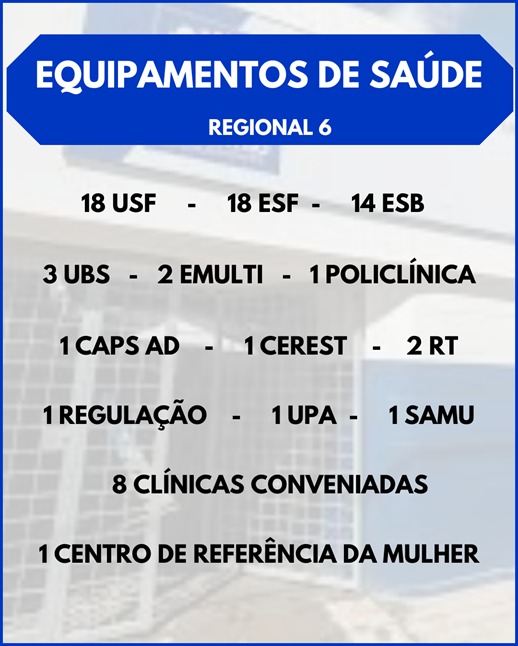 EQUIPAMENTOS DE SAÚDE
REGIONAL 6
18 USF - 18 ESF - 14 ESB
3 UBS - 2 EMULTI - 1 POLICLÍNICA
1 CAPS AD - 1 CEREST - 2 RT
1 REGULAÇÃO - 1 UPA - 1 SAMU
8 CLÍNICAS CONVENIADAS
1 CENTRO DE REFERÊNCIA DA MULHER